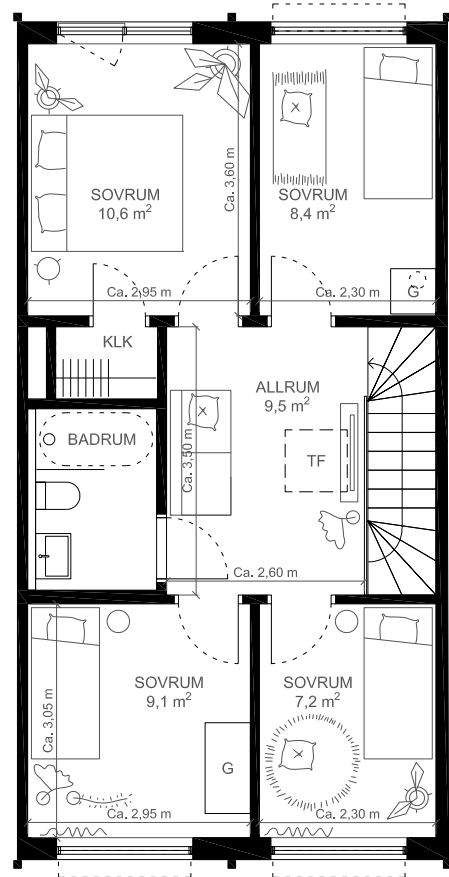 SOVRUM
10,6 m²
Ca. 3,60 m
SOVRUM
8,4 m²
Ca. 2,95 m
Ca. 2,30 m
G
KLK
ALLRUM
9,5 m²
BADRUM
Ca. 3,50 m
TF
Ca. 2,60 m
SOVRUM
9,1 m²
SOVRUM
7,2 m²
Ca. 3,05 m
G
Ca. 2,95 m
Ca. 2,30 m